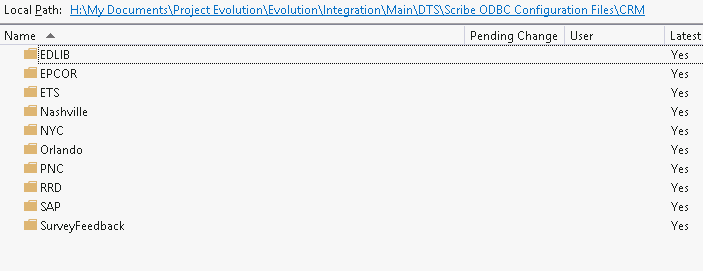 Local Path: H:\My Documents\Project Evolution\Evolution\Integration\Main\DTS\Scribe ODBC Configuration Files\CRM
Name Pending Change User Latest
EDLIB Yes
EPCOR Yes
ETS Yes
Nashville Yes
NYC Yes
Orlando Yes
PNC Yes
RRD Yes
SAP Yes
SurveyFeedback Yes